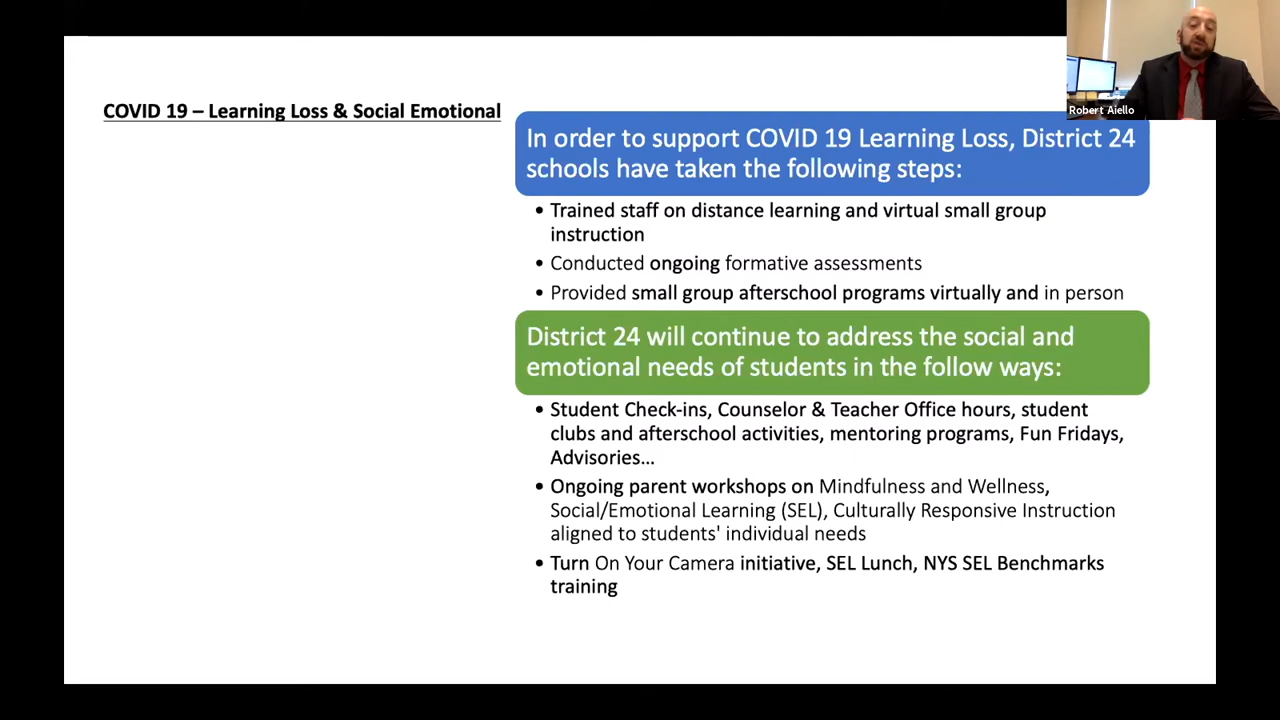 Robert Aiello
COVID 19 – Learning Loss & Social Emotional
In order to support COVID 19 Learning Loss, District 24
schools have taken the following steps:
• Trained staff on distance learning and virtual small group
instruction
• Conducted ongoing formative assessments
• Provided small group afterschool programs virtually and in person
District 24 will continue to address the social and
emotional needs of students in the follow ways:
• Student Check-ins, Counselor & Teacher Office hours, student
clubs and afterschool activities, mentoring programs, Fun Fridays,
Advisories...
• Ongoing parent workshops on Mindfulness and Wellness,
Social/Emotional Learning (SEL), Culturally Responsive Instruction
aligned to students' individual needs
• Turn On Your Camera initiative, SEL Lunch, NYS SEL Benchmarks
training